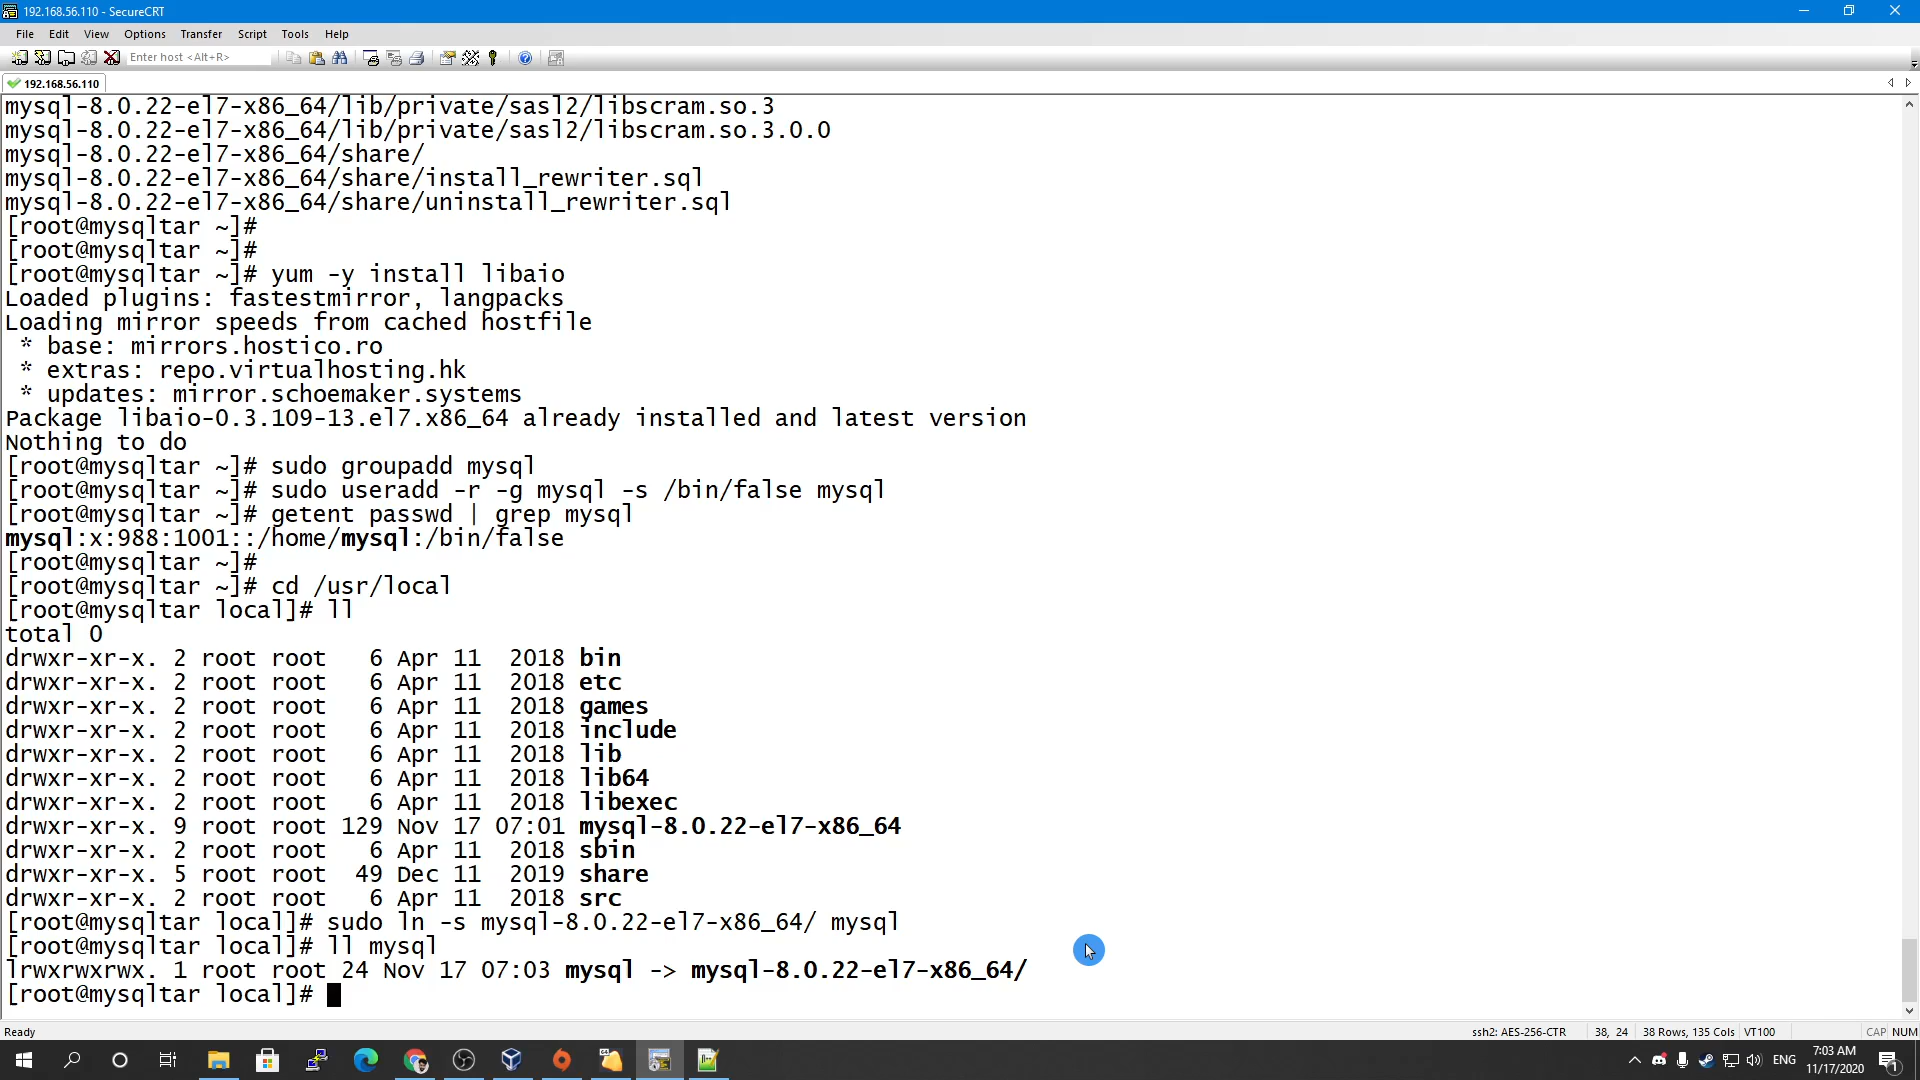 192.168.56.110 - SecureCRT
File Edit View Options Transfer Script Tools Help
Enter host <Alt+R>
192.168.56.110
mysql-8.0.22-el7-x86_64/lib/private/sasl2/libscram.so.3
mysql-8.0.22-el7-x86_64/lib/private/sasl2/libscram.so.3.0.0
mysql-8.0.22-el7-x86_64/share/
mysql-8.0.22-el7-x86_64/share/install_rewriter.sql
mysql-8.0.22-el7-x86_64/share/uninstall_rewriter.sql
[root@mysqltar ~]#
[root@mysqltar ~]#
[root@mysqltar ~]# yum -y install libaio
Loaded plugins: fastestmirror, langpacks
Loading mirror speeds from cached hostfile
 * base: mirrors.hostico.ro
 * extras: repo.virtualhosting.hk
 * updates: mirror.schoemaker.systems
Package libaio-0.3.109-13.el7.x86_64 already installed and latest version
Nothing to do
[root@mysqltar ~]# sudo groupadd mysql
[root@mysqltar ~]# sudo useradd -r -g mysql -s /bin/false mysql
[root@mysqltar ~]# getent passwd | grep mysql
mysql:x:988:1001::/home/mysql:/bin/false
[root@mysqltar ~]#
[root@mysqltar ~]# cd /usr/local
[root@mysqltar local]# ll
total 0
drwxr-xr-x. 2 root root   6 Apr 11  2018 bin
drwxr-xr-x. 2 root root   6 Apr 11  2018 etc
drwxr-xr-x. 2 root root   6 Apr 11  2018 games
drwxr-xr-x. 2 root root   6 Apr 11  2018 include
drwxr-xr-x. 2 root root   6 Apr 11  2018 lib
drwxr-xr-x. 2 root root   6 Apr 11  2018 lib64
drwxr-xr-x. 2 root root   6 Apr 11  2018 libexec
drwxr-xr-x. 9 root root 129 Nov 17 07:01 mysql-8.0.22-el7-x86_64
drwxr-xr-x. 2 root root   6 Apr 11  2018 sbin
drwxr-xr-x. 5 root root  49 Dec 11  2019 share
drwxr-xr-x. 2 root root   6 Apr 11  2018 src
[root@mysqltar local]# sudo ln -s mysql-8.0.22-el7-x86_64/ mysql
[root@mysqltar local]# ll mysql
lrwxrwxrwx. 1 root root 24 Nov 17 07:03 mysql -> mysql-8.0.22-el7-x86_64/
[root@mysqltar local]#
Ready ssh2: AES-256-CTR 38, 24 38 Rows, 135 Cols VT100 CAP NUM
ENG 7:03 AM
11/17/2020 1